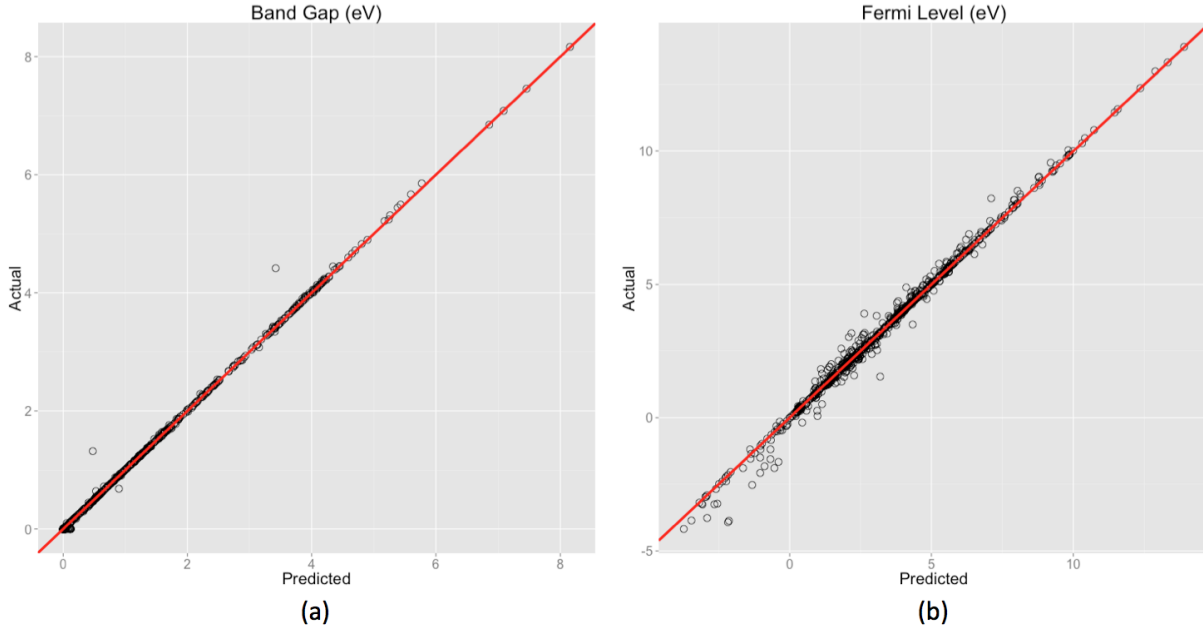 Band Gap (eV)
8
6
4
2
0
Actual
0 2 4 6 8
Predicted
(a)
Fermi Level (eV)
10
5
0
-5
Actual
0 5 10
Predicted
(b)